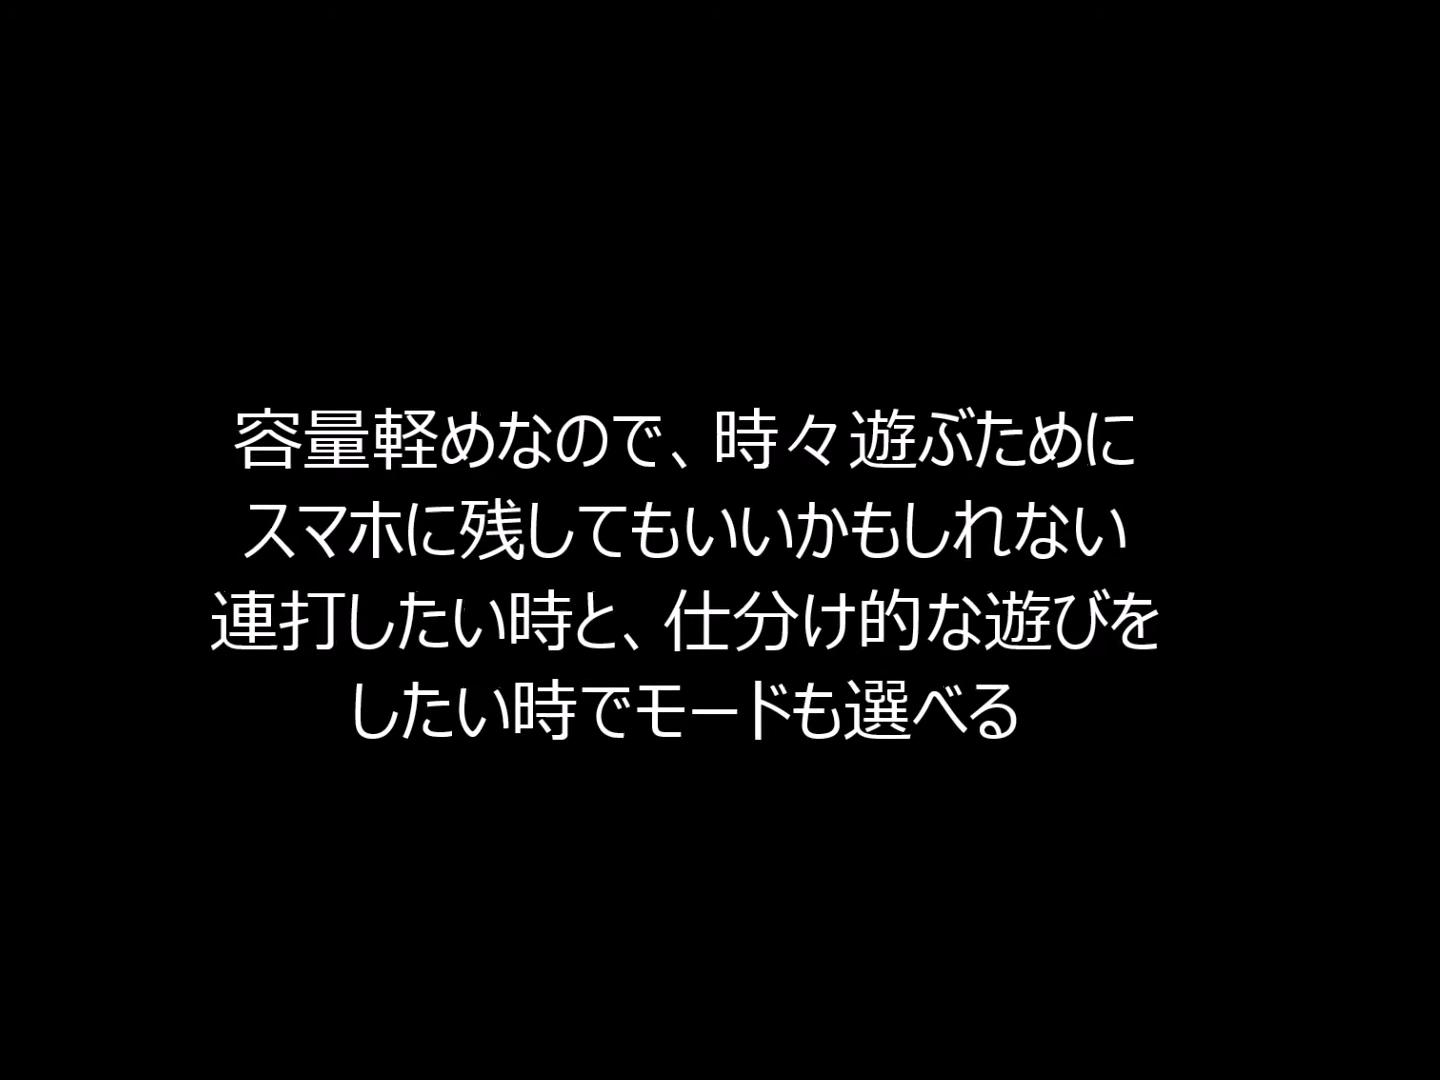 容量軽めなので、時々遊ぶために
スマホに残してもいいかもしれない
連打したい時と、仕分け的な遊びを
したい時でモードも選べる